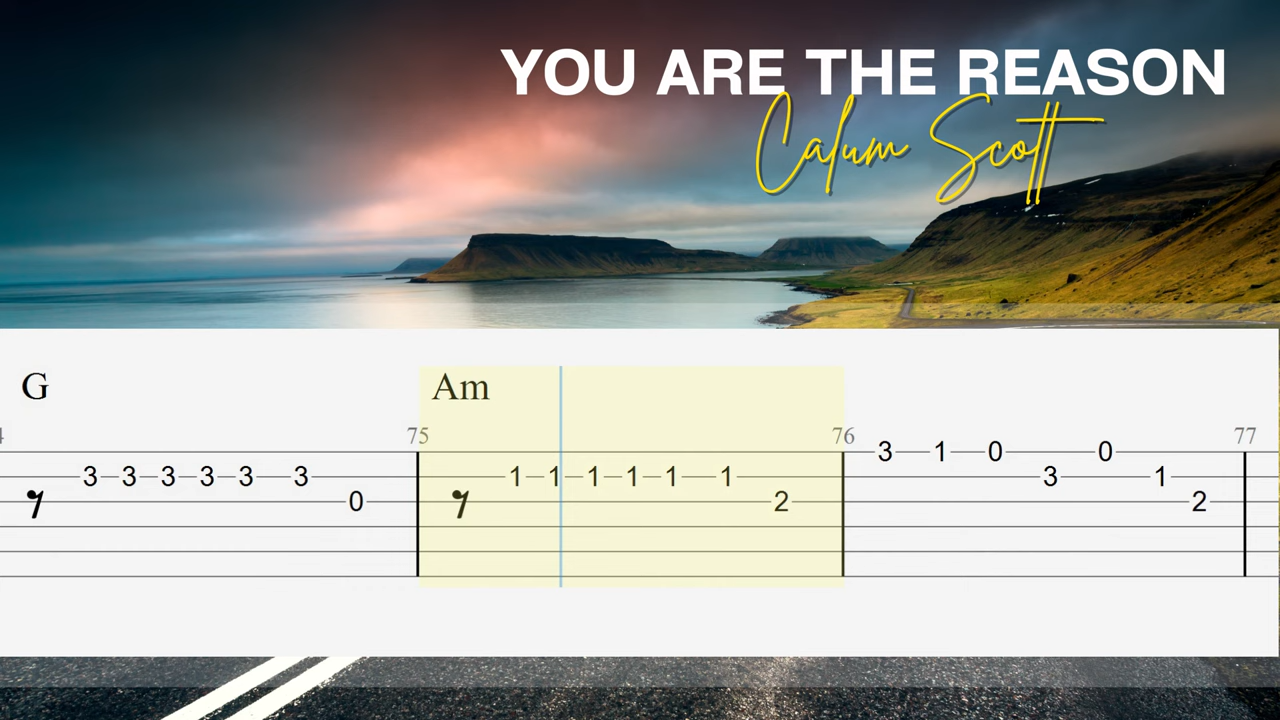 YOU ARE THE REASON
Calum Scott
G
Am
75
76
77
3 1 0 0
3 3 3 3 3 3 1 1 1 1 1 1 3 1
0 2 2